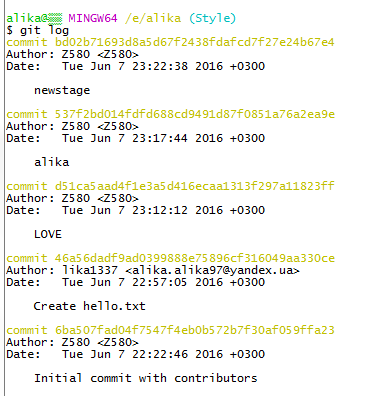 alika@ MINGW64 /e/alika (Style)
$ git log
commit bd02b71693d8a5d67f2438fdafcd7f27e24b67e4
Author: Z580 <Z580>
Date:   Tue Jun 7 23:22:38 2016 +0300
newstage
commit 537f2bd014fdfd688cd9491d87f0851a76a2ea9e
Author: Z580 <Z580>
Date:   Tue Jun 7 23:17:44 2016 +0300
alika
commit d51ca5aad4f1e3a5d416ecaa1313f297a11823ff
Author: Z580 <Z580>
Date:   Tue Jun 7 23:12:12 2016 +0300
LOVE
commit 46a56dadf9ad0399888e75896cf316049aa330ce
Author: lika1337 <alika.alika97@yandex.ua>
Date:   Tue Jun 7 22:57:05 2016 +0300
Create hello.txt
commit 6ba507fad04f7547f4eb0b572b7f30af059ffa23
Author: Z580 <Z580>
Date:   Tue Jun 7 22:22:46 2016 +0300
Initial commit with contributors